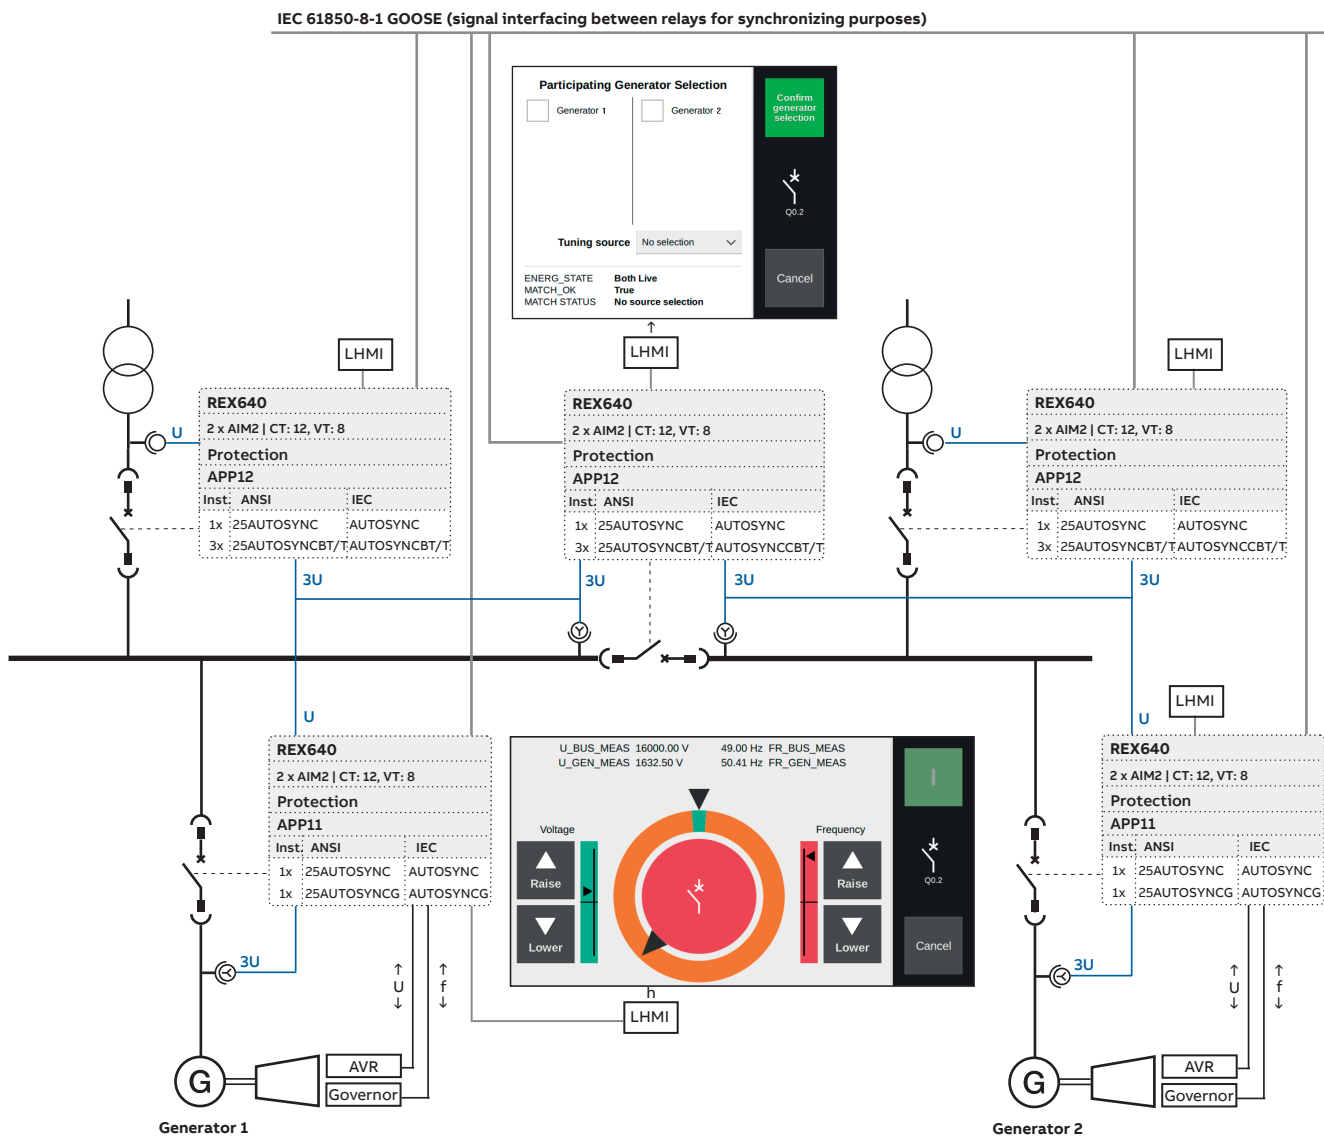 IEC 61850-8-1 GOOSE (signal interfacing between relays for synchronizing purposes)
Participating Generator Selection
Generator 1
Generator 2
Confirm
generator
selection
Q0.2
Tuning source No selection
ENERG_STATE Both Live
MATCH_OK True
MATCH STATUS No source selection
Cancel
LHMI
LHMI
LHMI
U
REX640
2 x AIM2 | CT: 12, VT: 8
Protection
APP12
Inst. ANSI IEC
1x 25AUTOSYNC AUTOSYNC
3x 25AUTOSYNCBT/T AUTOSYNCBT/T
REX640
2 x AIM2 | CT: 12, VT: 8
Protection
APP12
Inst. ANSI IEC
1x 25AUTOSYNC AUTOSYNC
3x 25AUTOSYNCBT/T AUTOSYNCCBT/T
U
REX640
2 x AIM2 | CT: 12, VT: 8
Protection
APP12
Inst. ANSI IEC
1x 25AUTOSYNC AUTOSYNC
3x 25AUTOSYNCBT/T AUTOSYNCBT/T
3U
3U
3U
3U
U
REX640
2 x AIM2 | CT: 12, VT: 8
Protection
APP11
Inst. ANSI IEC
1x 25AUTOSYNC AUTOSYNC
1x 25AUTOSYNCG AUTOSYNCG
3U
U
f
AVR
Governor
G
Generator 1
U_BUS_MEAS 16000.00 V 49.00 Hz FR_BUS_MEAS
U_GEN_MEAS 1632.50 V 50.41 Hz FR_GEN_MEAS
Voltage
Raise
Lower
Frequency
Raise
Lower
I
Q0.2
Cancel
h
LHMI
LHMI
U
REX640
2 x AIM2 | CT: 12, VT: 8
Protection
APP11
Inst. ANSI IEC
1x 25AUTOSYNC AUTOSYNC
1x 25AUTOSYNCG AUTOSYNCG
3U
U
f
AVR
Governor
G
Generator 2